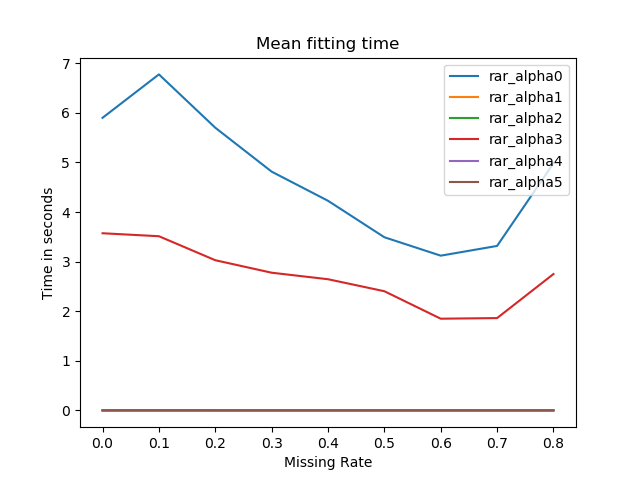 Mean fitting time
7
6
5
4
3
2
1
0
Time in seconds
rar_alpha0
rar_alpha1
rar_alpha2
rar_alpha3
rar_alpha4
rar_alpha5
0.0 0.1 0.2 0.3 0.4 0.5 0.6 0.7 0.8
Missing Rate